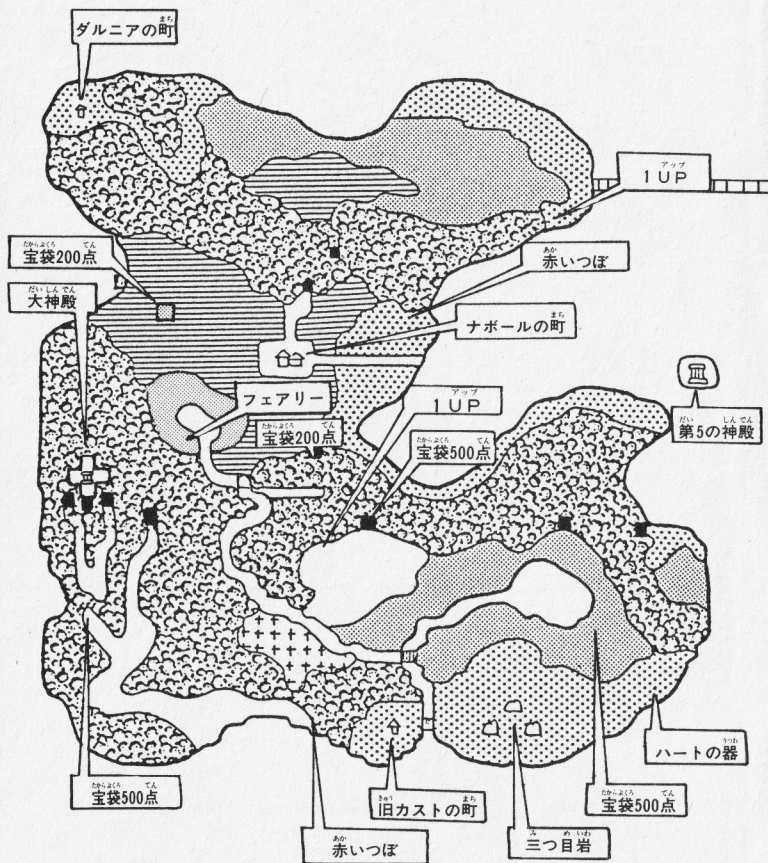 ダルニアの町
1UP
宝袋200点
赤いつぼ
大神殿
ナボールの町
フェアリー
1UP
宝袋200点
宝袋500点
第5の神殿
ハートの器
宝袋500点
旧カストの町
宝袋500点
赤いつぼ
三つ目岩